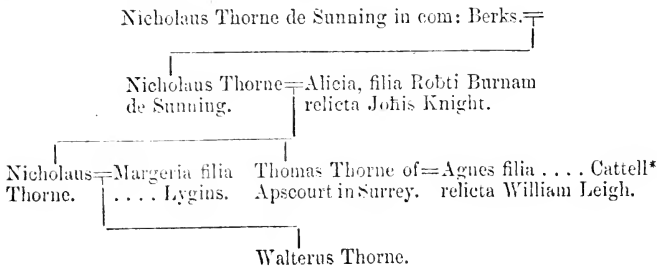 Nicholaus Thorne de Sunning in com: Berks.=
Nicholaus Thorne=Alicia, filia Robti Burnam
de Sunning. relicta Johis Knight.
Nicholaus=Margeria filia Thomas Thorne of=Agnes filia .... Cattell*
Thorne. .... Lygins. Apscourt in Surrey. relicta William Leigh.
Walterus Thorne.